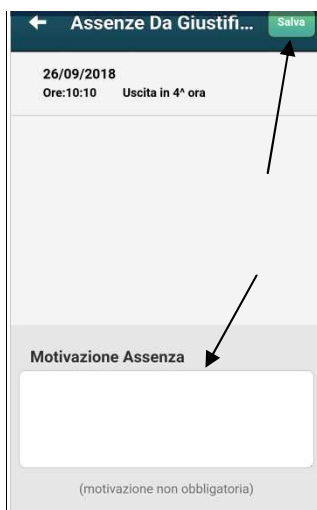 Assenze Da Giustifi...
Salva
26/09/2018
Ore:10:10 Uscita in 4^ ora
Motivazione Assenza
(motivazione non obbligatoria)